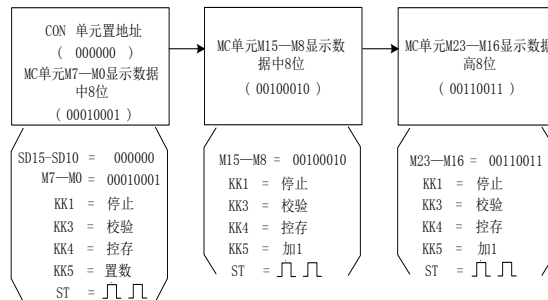 CON 单元置地址
( 000000 )
MC单元M7—M0显示数据
中8位
( 00010001 )
MC单元M15—M8显示数
据中8位
( 00100010 )
MC单元M23—M16显示数据
高8位
( 00110011 )
SD15-SD10 = 000000
M7—M0 = 00010001
KK1 = 停止
KK3 = 校验
KK4 = 控存
KK5 = 置数
ST =
M15—M8 = 00100010
KK1 = 停止
KK3 = 校验
KK4 = 控存
KK5 = 加1
ST =
M23—M16 = 00110011
KK1 = 停止
KK3 = 校验
KK4 = 控存
KK5 = 加1
ST =